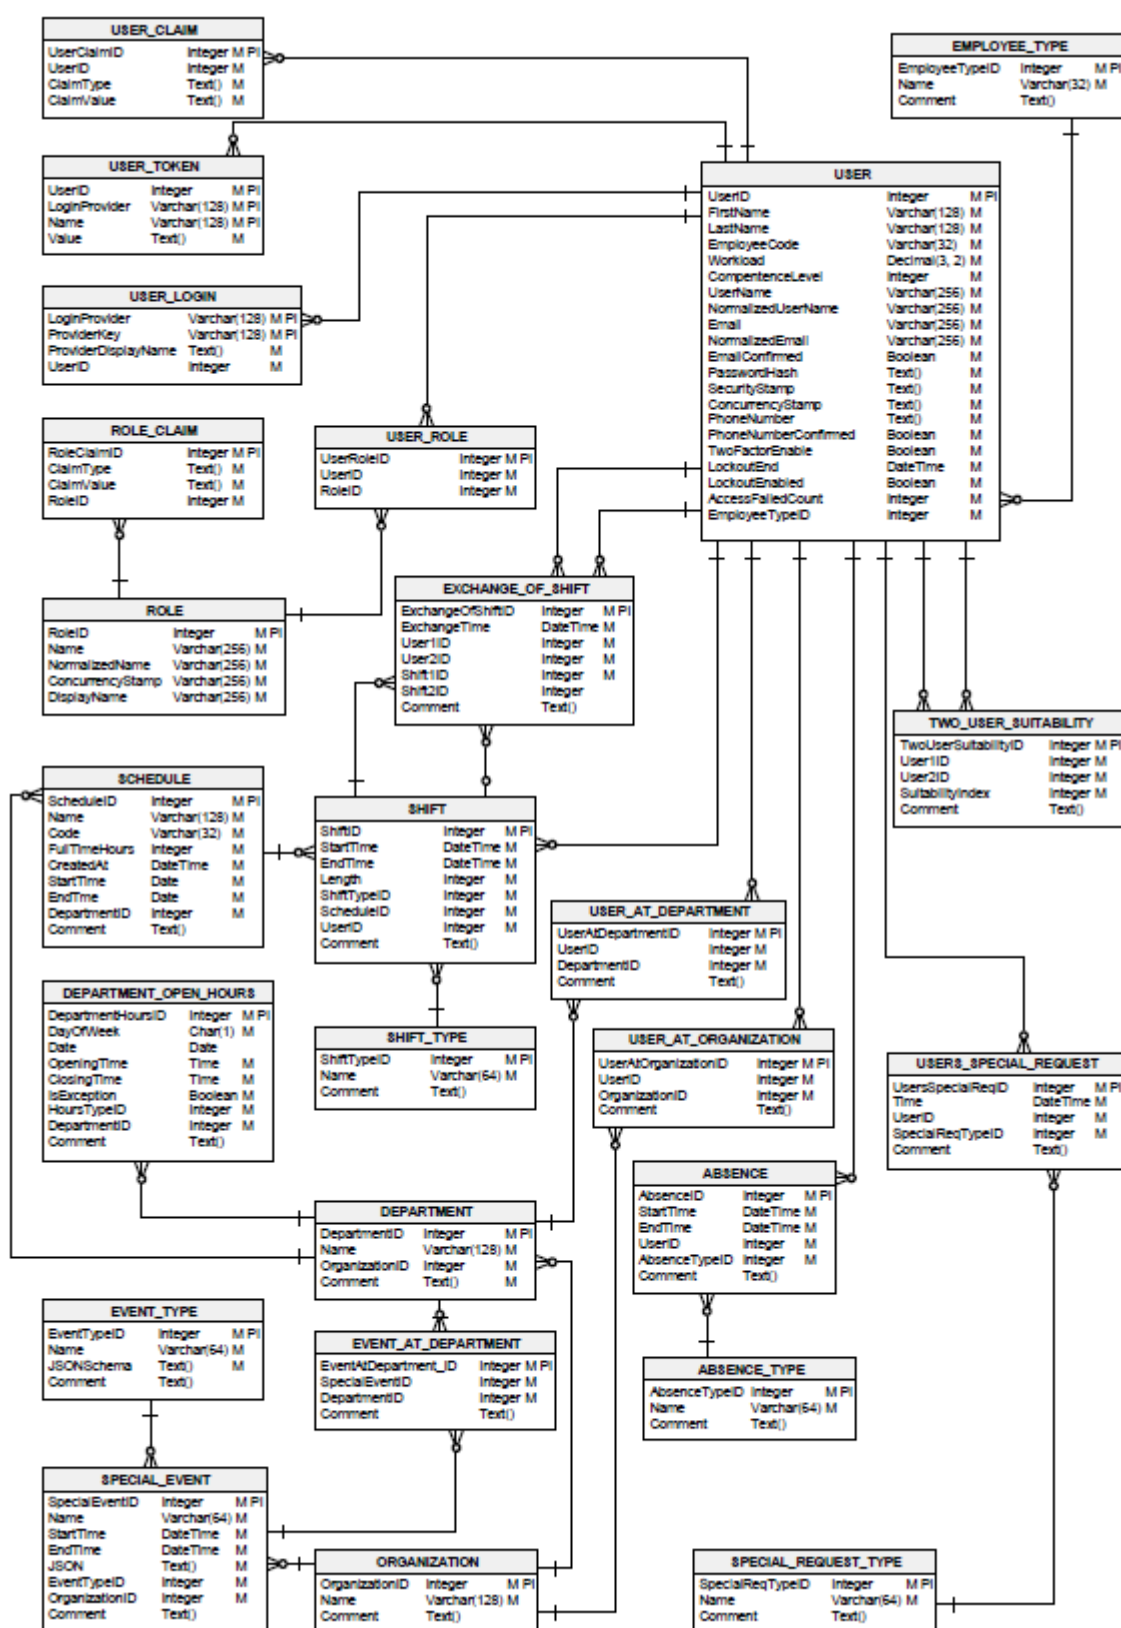 USER_CLAIM
UserClaimID Integer M PI
UserID Integer M
ClaimType Text() M
ClaimValue Text() M
EMPLOYEE_TYPE
EmployeeTypeID Integer M PI
Name Varchar(32) M
Comment Text()
USER_TOKEN
UserID Integer M PI
LoginProvider Varchar(128) M PI
Name Varchar(128) M PI
Value Text() M
USER
UserID Integer M PI
FirstName Varchar(128) M
LastName Varchar(128) M
EmployeeCode Varchar(32) M
Workload Decimal(3, 2) M
CompentenceLevel Integer M
UserName Varchar(256) M
NormalizedUserName Varchar(256) M
Email Varchar(256) M
NormalizedEmail Varchar(256) M
EmailConfirmed Boolean M
PasswordHash Text() M
SecurityStamp Text() M
ConcurrencyStamp Text() M
PhoneNumber Text() M
PhoneNumberConfirmed Boolean M
TwoFactorEnable Boolean M
LockoutEnd DateTime M
LockoutEnabled Boolean M
AccessFailedCount Integer M
EmployeeTypeID Integer M
USER_LOGIN
LoginProvider Varchar(128) M PI
ProviderKey Varchar(128) M PI
ProviderDisplayName Text() M
UserID Integer M
ROLE_CLAIM
RoleClaimID Integer M PI
ClaimType Text() M
ClaimValue Text() M
RoleID Integer M
USER_ROLE
UserRoleID Integer M PI
UserID Integer M
RoleID Integer M
EXCHANGE_OF_SHIFT
ExchangeOfShiftID Integer M PI
ExchangeTime DateTime M
User1ID Integer M
User2ID Integer M
Shift1ID Integer M
Shift2ID Integer
Comment Text()
ROLE
RoleID Integer M PI
Name Varchar(256) M
NormalizedName Varchar(256) M
ConcurrencyStamp Varchar(256) M
DisplayName Varchar(256) M
TWO_USER_SUITABILITY
TwoUserSuitabilityID Integer M PI
User1ID Integer M
User2ID Integer M
SuitabilityIndex Integer M
Comment Text()
SCHEDULE
ScheduleID Integer M PI
Name Varchar(128) M
Code Varchar(32) M
FullTimeHours Integer M
CreatedAt DateTime M
StartTime Date M
EndTme Date M
DepartmentID Integer M
Comment Text()
SHIFT
ShiftID Integer M PI
StartTime DateTime M
EndTime DateTime M
Length Integer M
ShiftTypeID Integer M
ScheduleID Integer M
UserID Integer M
Comment Text()
USER_AT_DEPARTMENT
UserAtDepartmentID Integer M PI
UserID Integer M
DepartmentID Integer M
Comment Text()
DEPARTMENT_OPEN_HOURS
DepartmentHoursID Integer M PI
DayOfWeek Char(1) M
Date Date
OpeningTime Time M
ClosingTime Time M
IsException Boolean M
HoursTypeID Integer M
DepartmentID Integer M
Comment Text()
SHIFT_TYPE
ShiftTypeID Integer M PI
Name Varchar(64) M
Comment Text()
USER_AT_ORGANIZATION
UserAtOrganizationID Integer M PI
UserID Integer M
OrganizationID Integer M
Comment Text()
USERS_SPECIAL_REQUEST
UsersSpecialReqID Integer M PI
Time DateTime M
UserID Integer M
SpecialReqTypeID Integer M
Comment Text()
ABSENCE
AbsenceID Integer M PI
StartTime DateTime M
EndTime DateTime M
UserID Integer M
AbsenceTypeID Integer M
Comment Text()
DEPARTMENT
DepartmentID Integer M PI
Name Varchar(128) M
OrganizationID Integer M
Comment Text() M
EVENT_TYPE
EventTypeID Integer M PI
Name Varchar(64) M
JSONSchema Text() M
Comment Text()
EVENT_AT_DEPARTMENT
EventAtDepartment_ID Integer M PI
SpecialEventID Integer M
DepartmentID Integer M
Comment Text()
ABSENCE_TYPE
AbsenceTypeID Integer M PI
Name Varchar(64) M
Comment Text()
SPECIAL_EVENT
SpecialEventID Integer M PI
Name Varchar(64) M
StartTime DateTime M
EndTime DateTime M
JSON Text() M
EventTypeID Integer M
OrganizationID Integer M
Comment Text()
ORGANIZATION
OrganizationID Integer M PI
Name Varchar(128) M
Comment Text()
SPECIAL_REQUEST_TYPE
SpecialReqTypeID Integer M PI
Name Varchar(64) M
Comment Text()